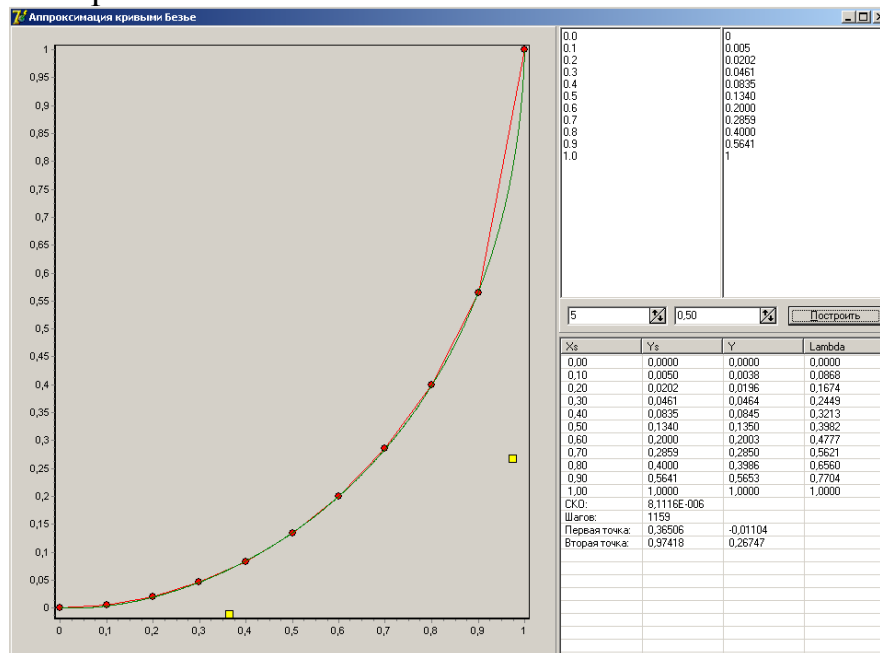 Аппроксимация кривыми Безье
1
0,95
0,9
0,85
0,8
0,75
0,7
0,65
0,6
0,55
0,5
0,45
0,4
0,35
0,3
0,25
0,2
0,15
0,1
0,05
0
0 0,1 0,2 0,3 0,4 0,5 0,6 0,7 0,8 0,9 1
0.0 0
0.1 0.005
0.2 0.0202
0.3 0.0461
0.4 0.0835
0.5 0.1340
0.6 0.2000
0.7 0.2859
0.8 0.4000
0.9 0.5641
1.0 1
5 0,50 Построить
Xs Ys Y Lambda
0,00 0,0000 0,0000 0,0000
0,10 0,0050 0,0038 0,0868
0,20 0,0202 0,0196 0,1674
0,30 0,0461 0,0464 0,2449
0,40 0,0835 0,0845 0,3213
0,50 0,1340 0,1350 0,3982
0,60 0,2000 0,2003 0,4777
0,70 0,2859 0,2850 0,5621
0,80 0,4000 0,3986 0,6560
0,90 0,5641 0,5653 0,7704
1,00 1,0000 1,0000 1,0000
СКО: 8,1116E-006
Шагов: 1159
Первая точка: 0,36506 -0,01104
Вторая точка: 0,97418 0,26747